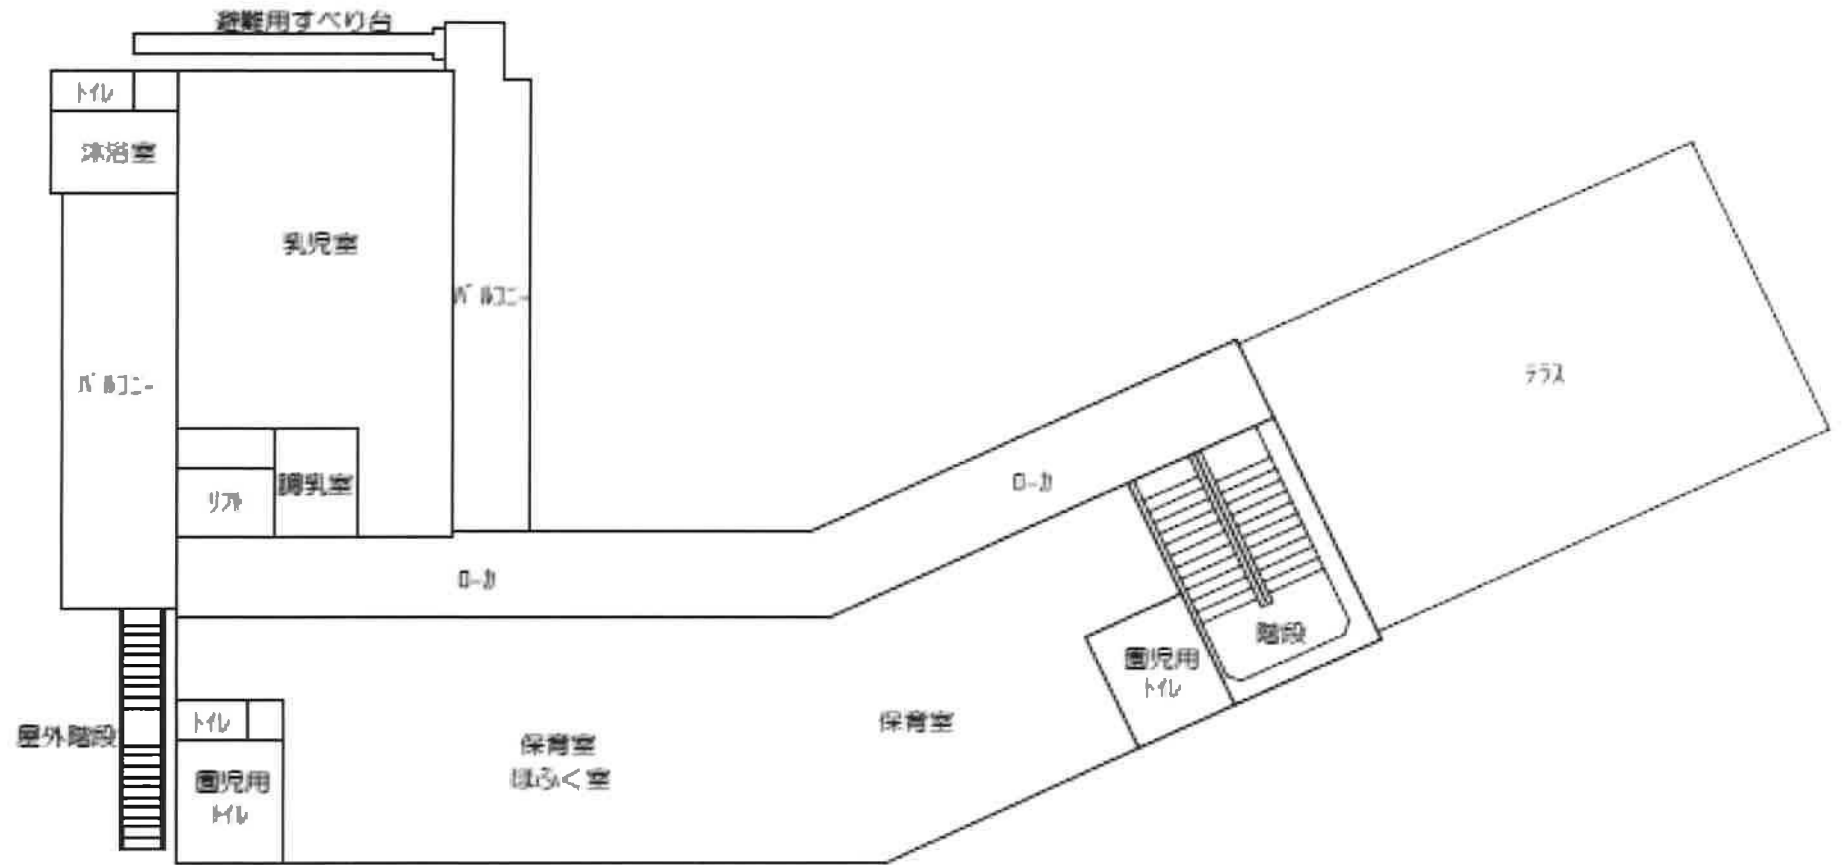 避難用すべり台
トイレ
沐浴室
乳児室
バルコニー
バルコニー
テラス
リフト
調乳室
ローカ
ローカ
階段
園児用
トイレ
トイレ
屋外階段
保育室
保育室
ほふく室
園児用
トイレ